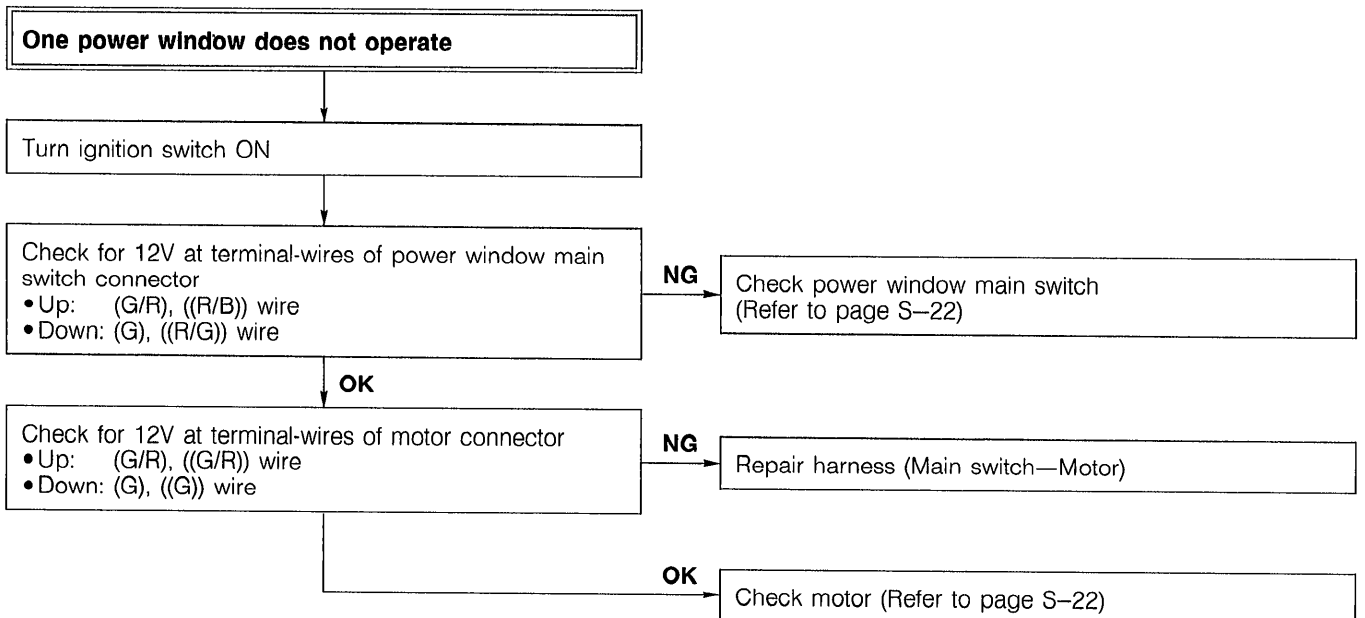 One power window does not operate
Turn ignition switch ON
Check for 12V at terminal-wires of power window main
switch connector
• Up: (G/R), ((R/B)) wire
• Down: (G), ((R/G)) wire
NG
Check power window main switch
(Refer to page S–22)
OK
Check for 12V at terminal-wires of motor connector
• Up: (G/R), ((G/R)) wire
• Down: (G), ((G)) wire
NG
Repair harness (Main switch—Motor)
OK
Check motor (Refer to page S–22)